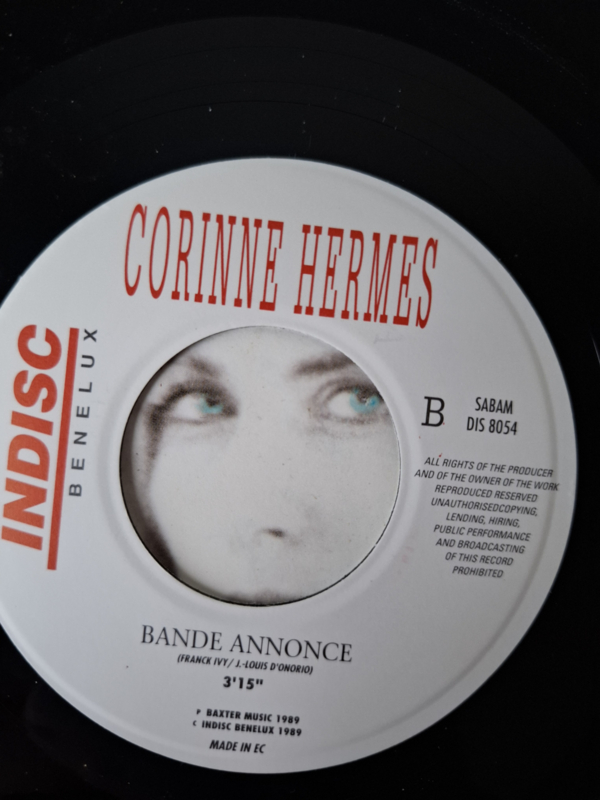 CORINNE HERMES
INDISC
BENELUX
B
SABAM
DIS 8054
ALL RIGHTS OF THE PRODUCER
AND OF THE OWNER OF THE WORK
REPRODUCED RESERVED
UNAUTHORISEDCOPYING,
LENDING, HIRING,
PUBLIC PERFORMANCE
AND BROADCASTING
OF THIS RECORD
PROHIBITED
BANDE ANNONCE
(FRANCK IVY/ J.-LOUIS D'ONORIO)
3'15"
P BAXTER MUSIC 1989
C INDISC BENELUX 1989
MADE IN EC